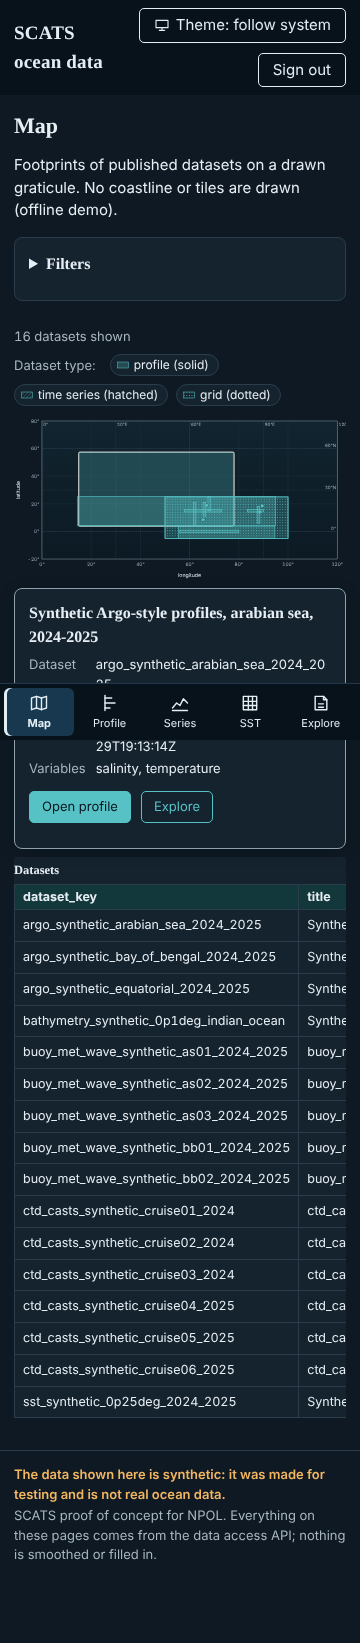 SCATS
ocean data
Theme: follow system
Sign out
Map
Footprints of published datasets on a drawn
graticule. No coastline or tiles are drawn
(offline demo).
Filters
16 datasets shown
Dataset type:
profile (solid)
time series (hatched)
grid (dotted)
latitude
longitude
Synthetic Argo-style profiles, arabian sea,
2024-2025
Dataset argo_synthetic_arabian_sea_2024_20
Map
Profile
Series
SST
Explore
29T19:13:14Z
Variables salinity, temperature
Open profile
Explore
Datasets
dataset_key title
argo_synthetic_arabian_sea_2024_2025 Synthe
argo_synthetic_bay_of_bengal_2024_2025 Synthe
argo_synthetic_equatorial_2024_2025 Synthe
bathymetry_synthetic_0p1deg_indian_ocean Synthe
buoy_met_wave_synthetic_as01_2024_2025 buoy_r
buoy_met_wave_synthetic_as02_2024_2025 buoy_r
buoy_met_wave_synthetic_as03_2024_2025 buoy_r
buoy_met_wave_synthetic_bb01_2024_2025 buoy_r
buoy_met_wave_synthetic_bb02_2024_2025 buoy_r
ctd_casts_synthetic_cruise01_2024 ctd_ca
ctd_casts_synthetic_cruise02_2024 ctd_ca
ctd_casts_synthetic_cruise03_2024 ctd_ca
ctd_casts_synthetic_cruise04_2025 ctd_ca
ctd_casts_synthetic_cruise05_2025 ctd_ca
ctd_casts_synthetic_cruise06_2025 ctd_ca
sst_synthetic_0p25deg_2024_2025 Synthe
The data shown here is synthetic: it was made for
testing and is not real ocean data.
SCATS proof of concept for NPOL. Everything on
these pages comes from the data access API; nothing
is smoothed or filled in.